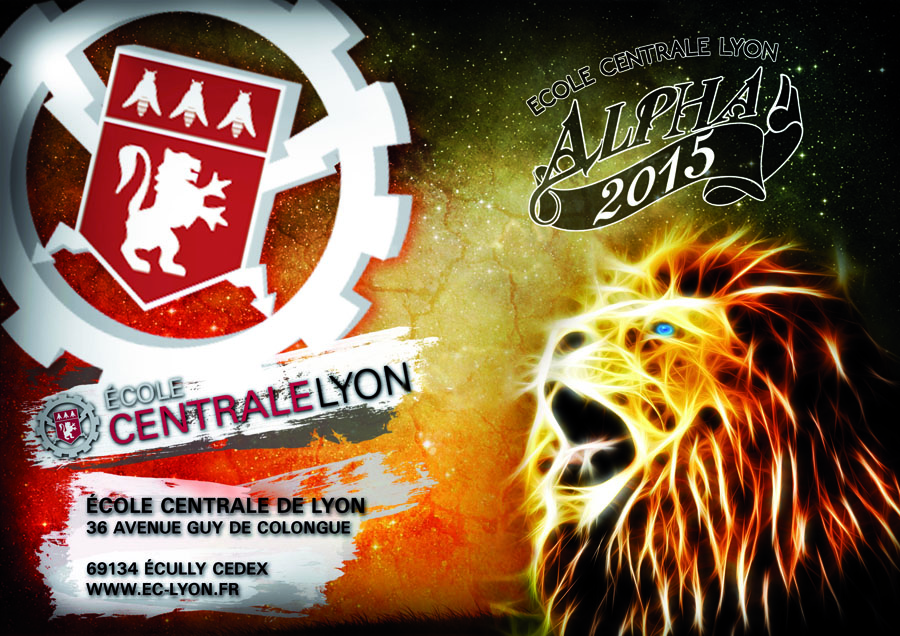 ECOLE CENTRALE LYON
ALPHA
2015
ÉCOLE
CENTRALELYON
ÉCOLE CENTRALE DE LYON
36 AVENUE GUY DE COLONGUE
69134 ÉCULLY CEDEX
WWW.EC-LYON.FR